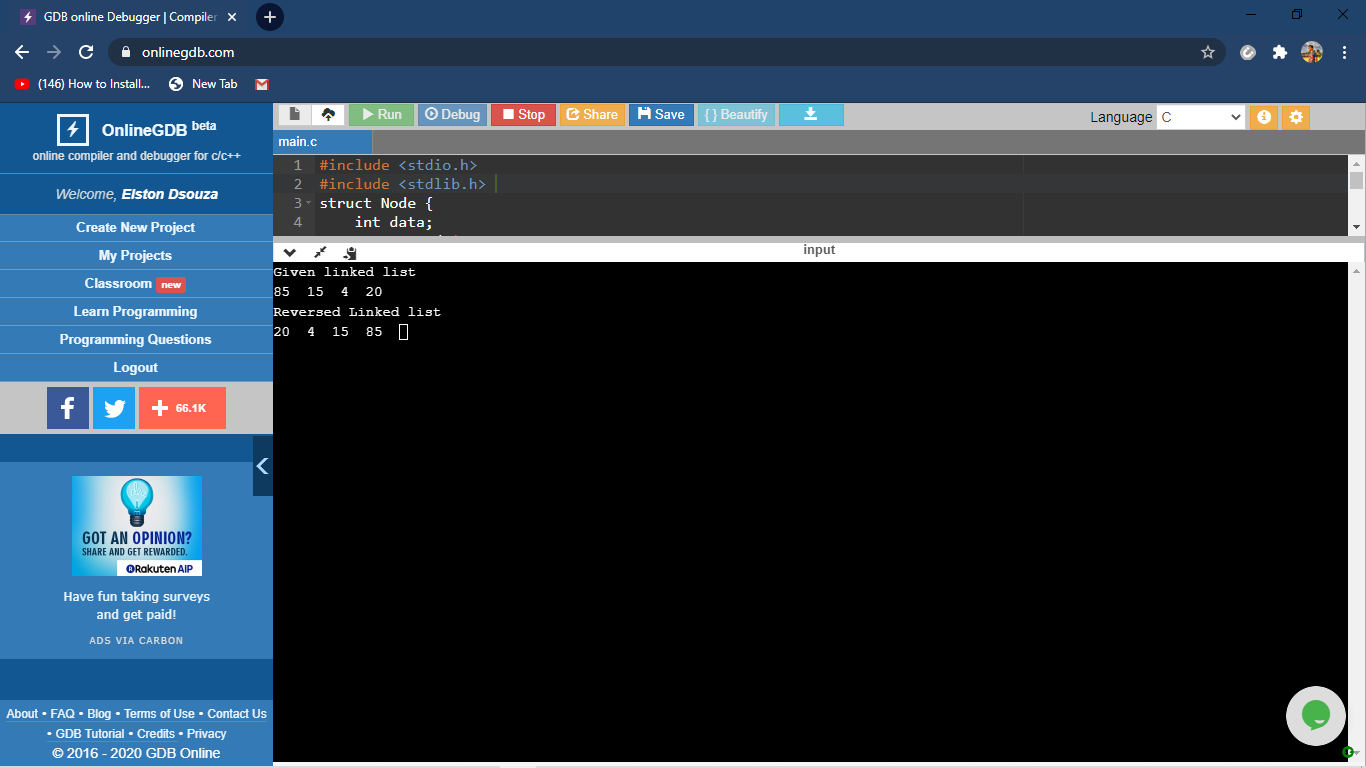 GDB online Debugger | Compiler
onlinegdb.com
(146) How to Install... New Tab
OnlineGDB beta
online compiler and debugger for c/c++
Welcome, Elston Dsouza
Create New Project
My Projects
Classroom new
Learn Programming
Programming Questions
Logout
66.1K
GOT AN OPINION?
SHARE AND GET REWARDED.
Rakuten AIP
Have fun taking surveys
and get paid!
ADS VIA CARBON
About • FAQ • Blog • Terms of Use • Contact Us
• GDB Tutorial • Credits • Privacy
© 2016 - 2020 GDB Online
Run Debug Stop Share Save { } Beautify Language C
main.c
1 #include <stdio.h>
2 #include <stdlib.h>
3 struct Node {
4 int data;
input
Given linked list
85 15 4 20
Reversed Linked list
20 4 15 85